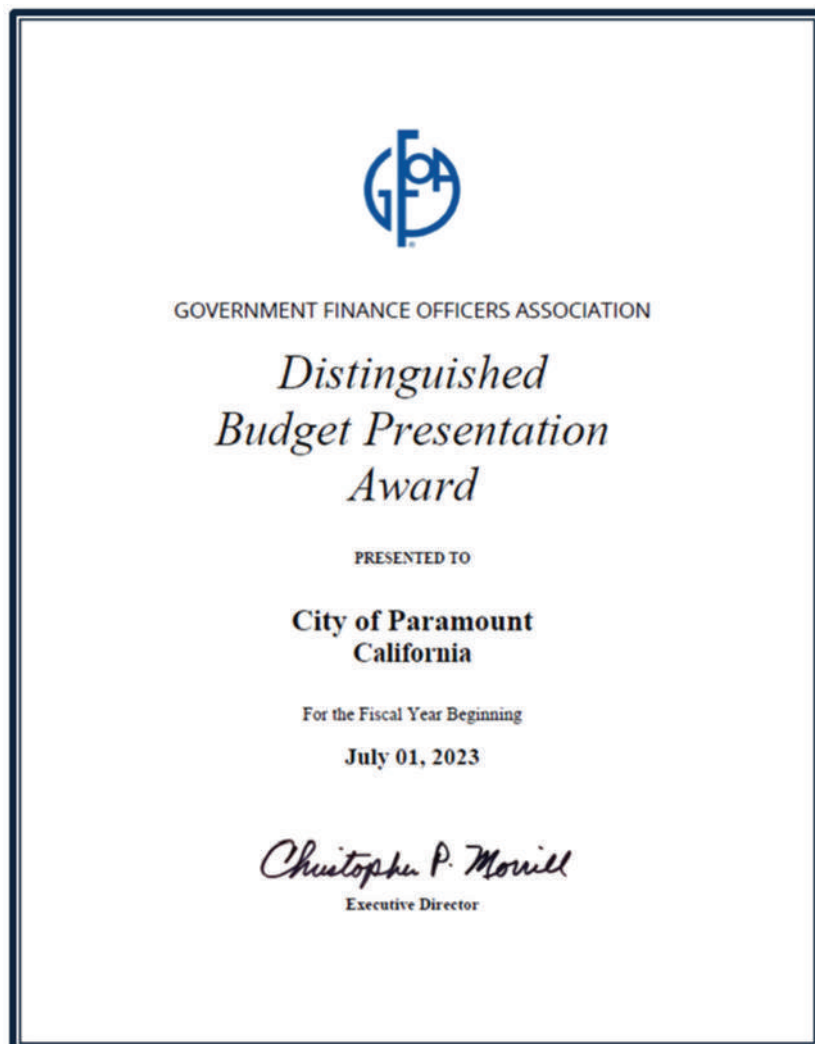 GFOA
GOVERNMENT FINANCE OFFICERS ASSOCIATION
Distinguished
Budget Presentation
Award
PRESENTED TO
City of Paramount
California
For the Fiscal Year Beginning
July 01, 2023
Christopher P. Morrill
Executive Director